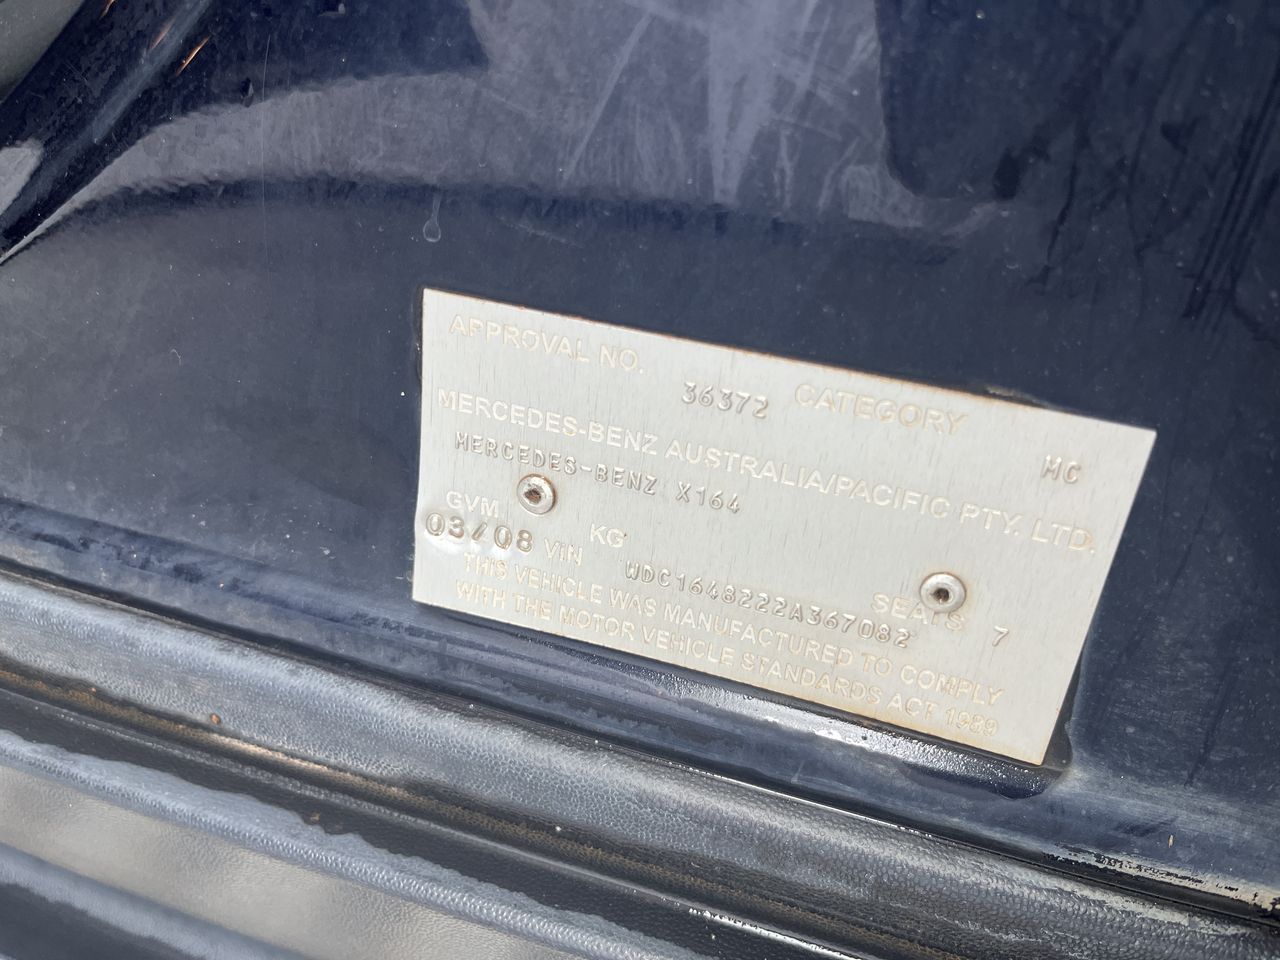 APPROVAL NO. 36372 CATEGORY MC
MERCEDES-BENZ AUSTRALIA/PACIFIC PTY. LTD.
MERCEDES-BENZ X164
GVM KG SEATS 7
03/08 VIN WDC1648222A367082
THIS VEHICLE WAS MANUFACTURED TO COMPLY
WITH THE MOTOR VEHICLE STANDARDS ACT 1989